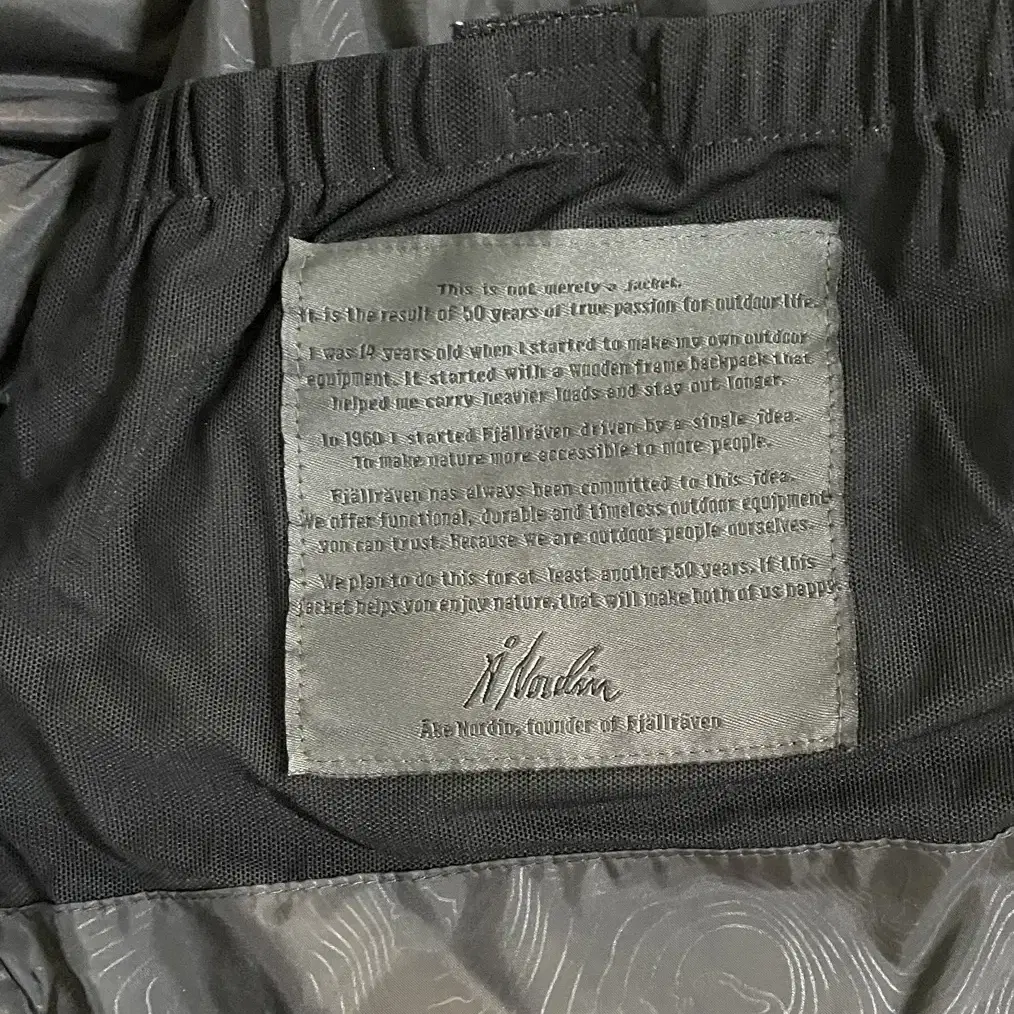 This is not merely a jacket.
It is the result of 50 years of true passion for outdoor life.
I was 14 years old when I started to make my own outdoor
equipment. It started with a wooden frame backpack that
helped me carry heavier loads and stay out longer.
In 1960 I started Fjällräven driven by a single idea.
To make nature more accessible to more people.
Fjällräven has always been committed to this idea.
We offer functional, durable and timeless outdoor equipment
you can trust. Because we are outdoor people ourselves.
We plan to do this for at least another 50 years. If this
jacket helps you enjoy nature, that will make both of us happy.
Å Nordin
Åke Nordin, founder of Fjällräven